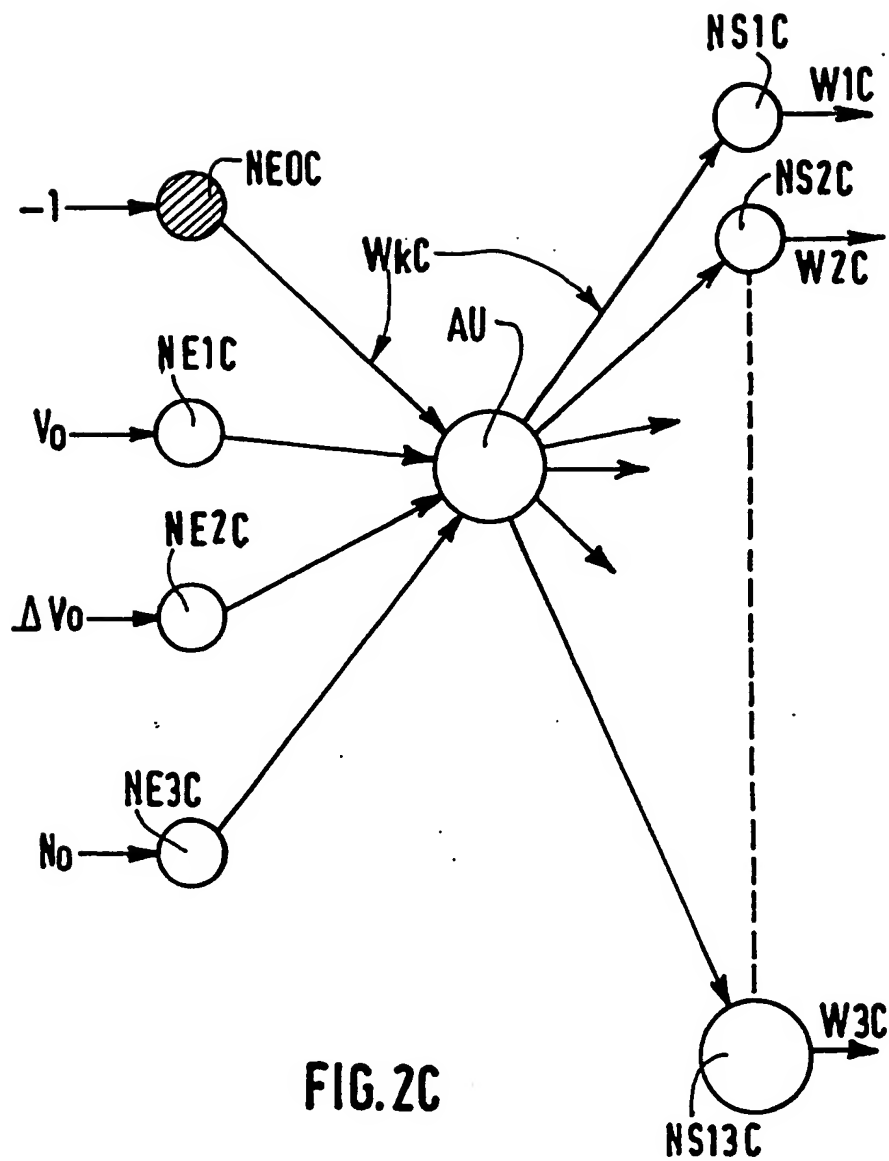 NS1C
W1C
NE0C
-1
NS2C
W2C
WkC
AU
NE1C
V0
NE2C
ΔV0
NE3C
N0
W3C
FIG.2C
NS13C